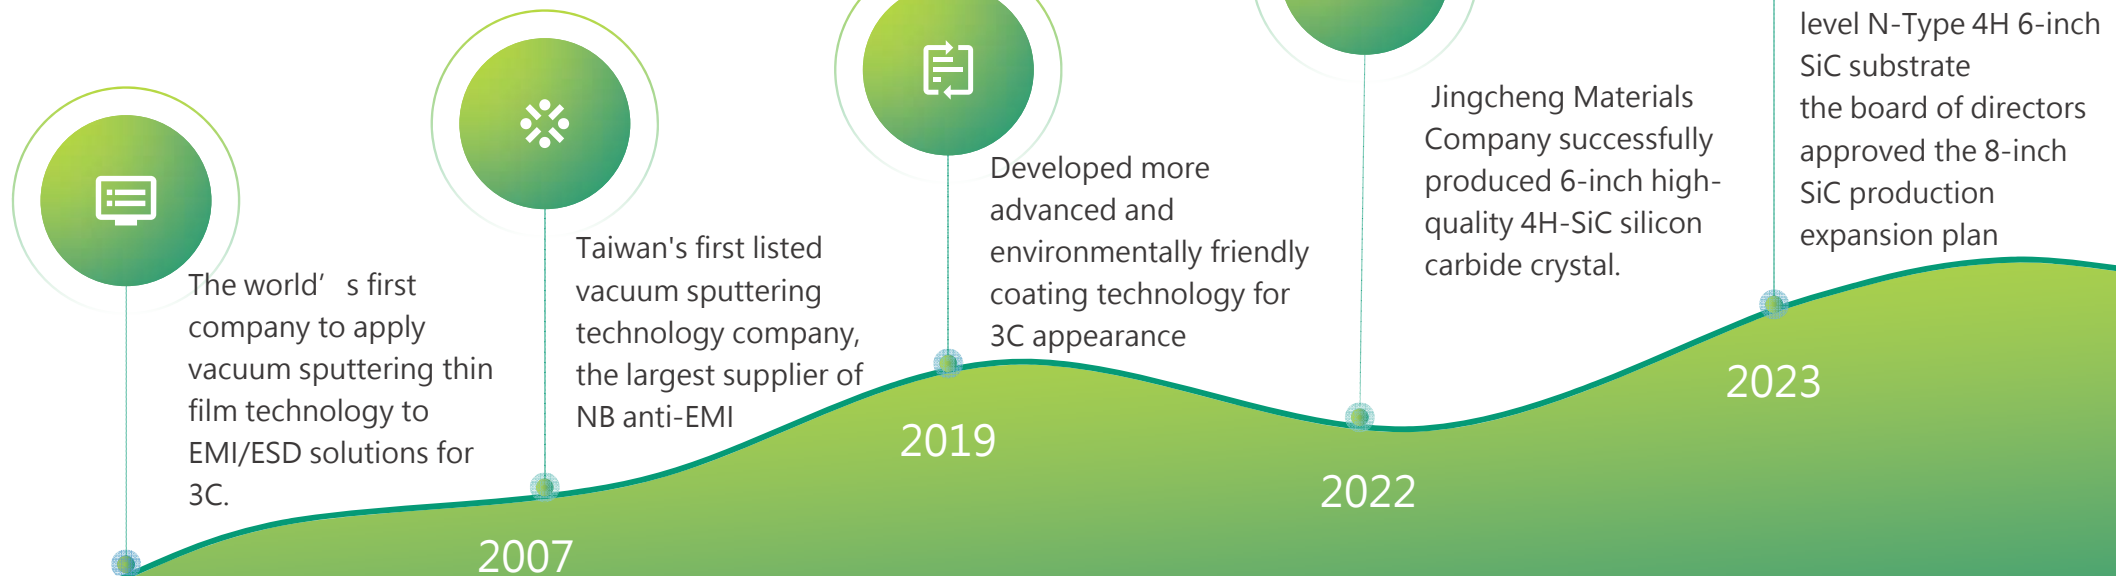 The world’s first
company to apply
vacuum sputtering thin
film technology to
EMI/ESD solutions for
3C.
Taiwan's first listed
vacuum sputtering
technology company,
the largest supplier of
NB anti-EMI
2007
Developed more
advanced and
environmentally friendly
coating technology for
3C appearance
2019
Jingcheng Materials
Company successfully
produced 6-inch high-
quality 4H-SiC silicon
carbide crystal.
2022
level N-Type 4H 6-inch
SiC substrate
the board of directors
approved the 8-inch
SiC production
expansion plan
2023